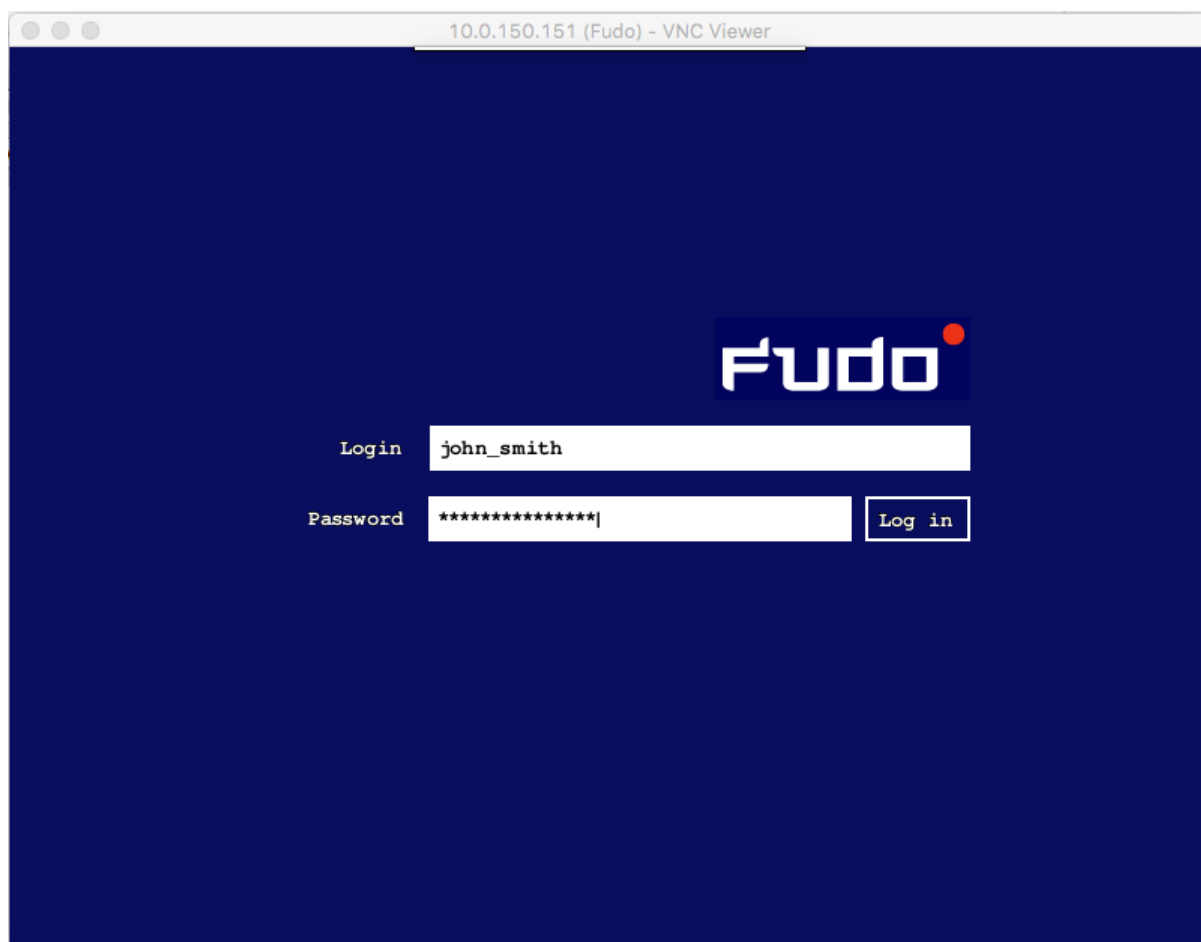 10.0.150.151 (Fudo) - VNC Viewer
Fudo
Login john_smith
Password ***************
Log in